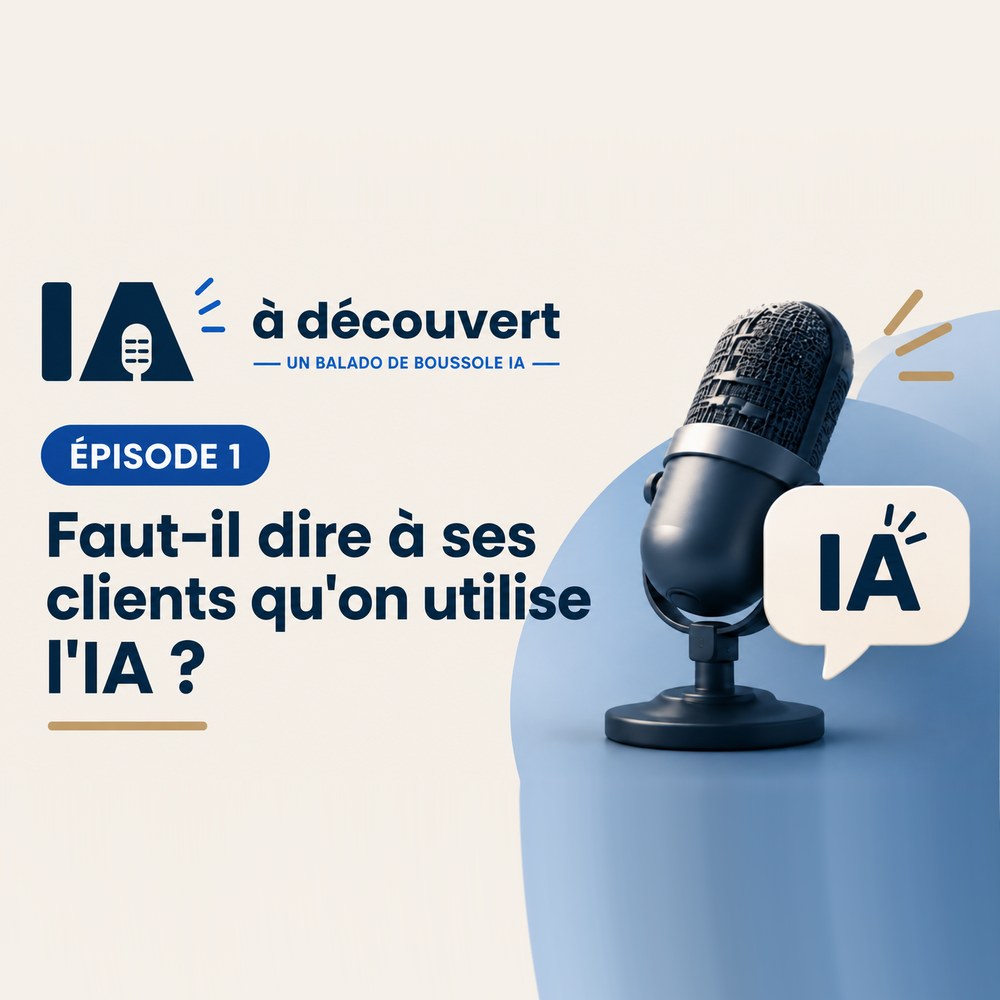 IA à découvert
UN BALADO DE BOUSSOLE IA
ÉPISODE 1
Faut-il dire à ses
clients qu'on utilise
l'IA ?
IA